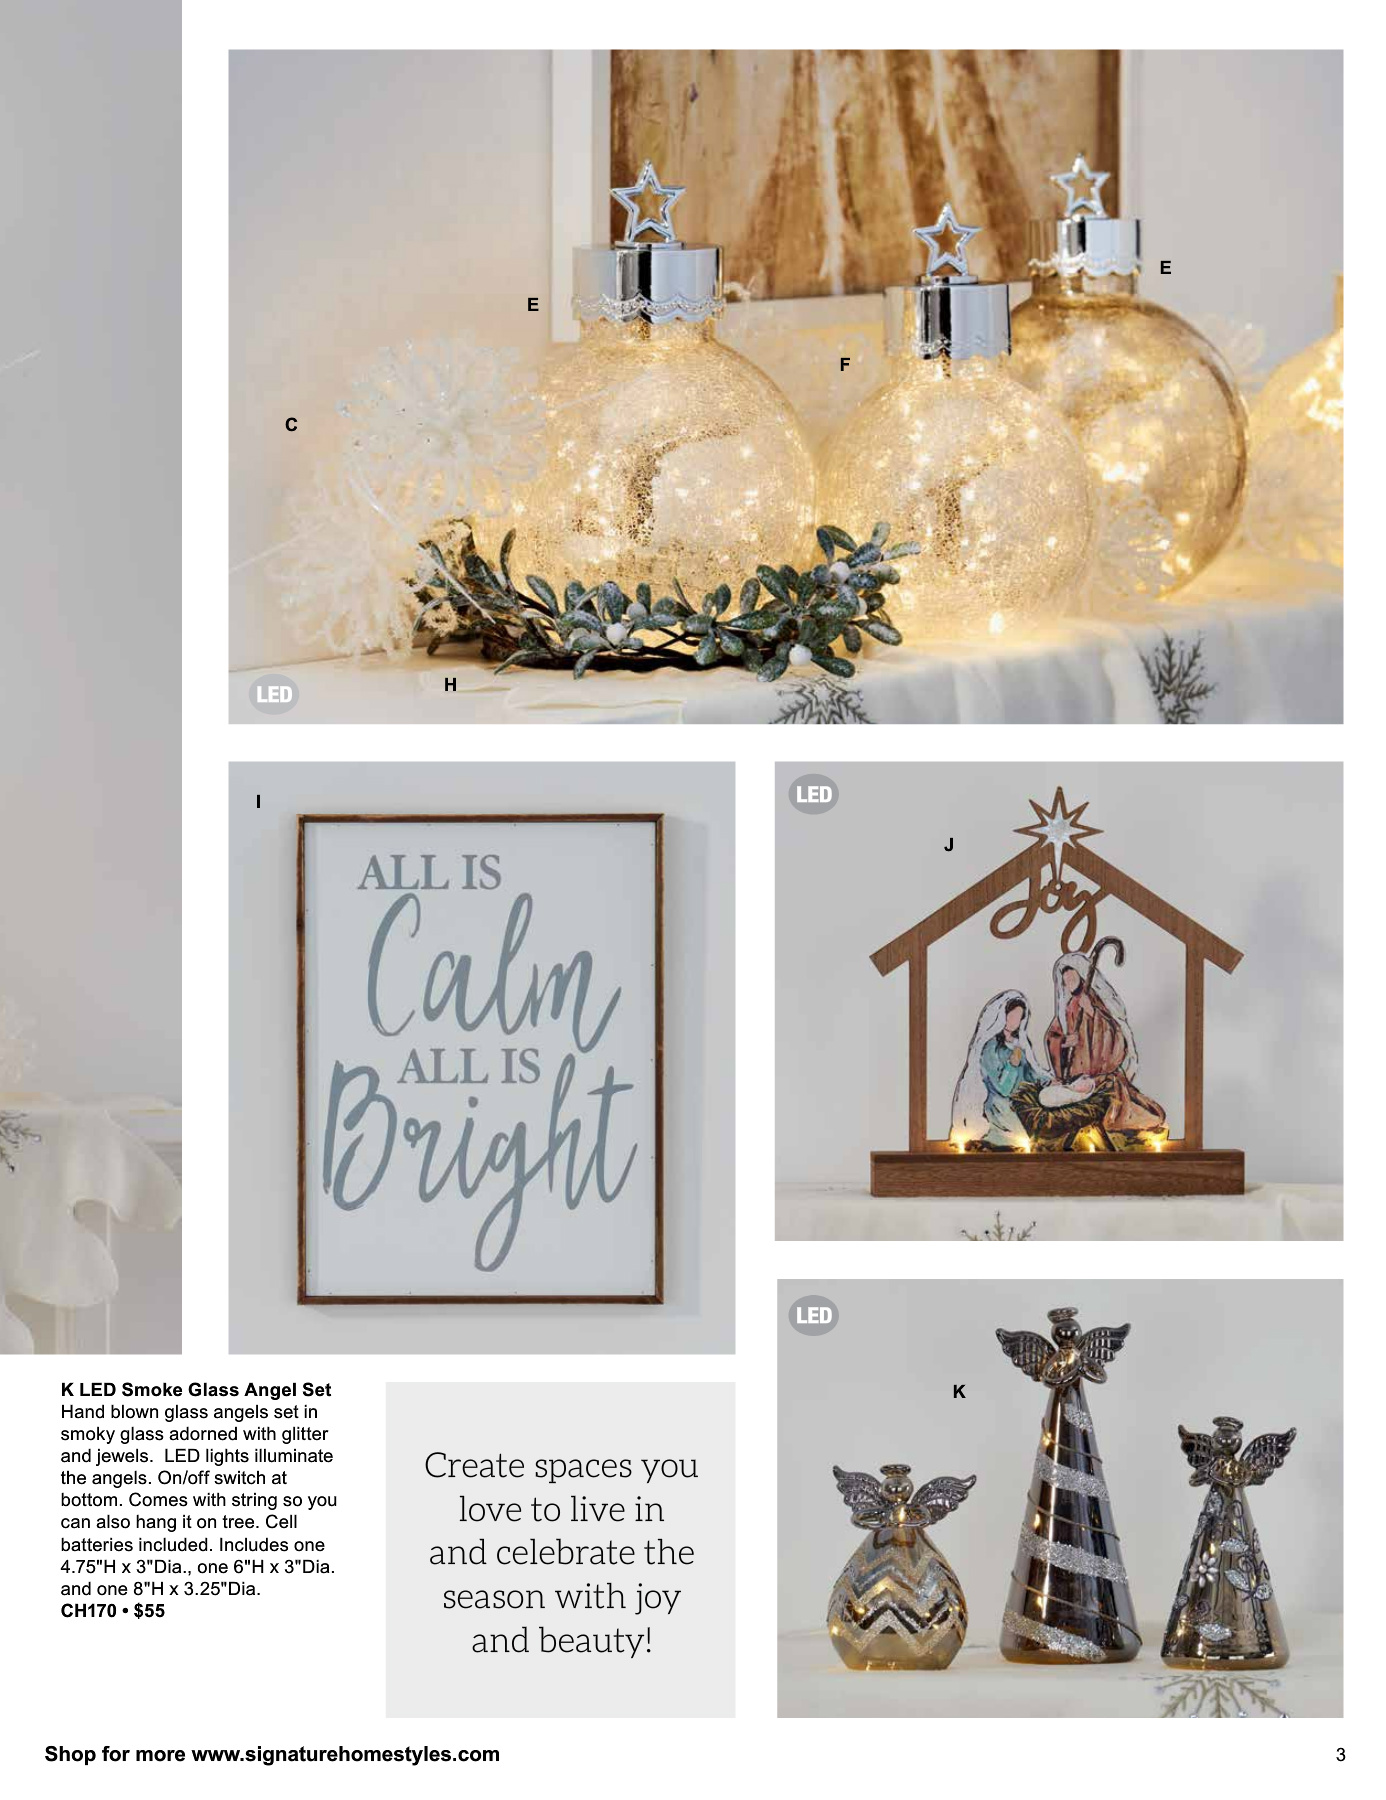 E
E
F
C
H
LED
I
ALL IS
Calm
ALL IS
Bright
LED
J
Joy
LED
K
K LED Smoke Glass Angel Set
Hand blown glass angels set in
smoky glass adorned with glitter
and jewels.  LED lights illuminate
the angels. On/off switch at
bottom. Comes with string so you
can also hang it on tree. Cell
batteries included. Includes one
4.75"H x 3"Dia., one 6"H x 3"Dia.
and one 8"H x 3.25"Dia.
CH170 • $55
Create spaces you
love to live in
and celebrate the
season with joy
and beauty!
Shop for more www.signaturehomestyles.com
3